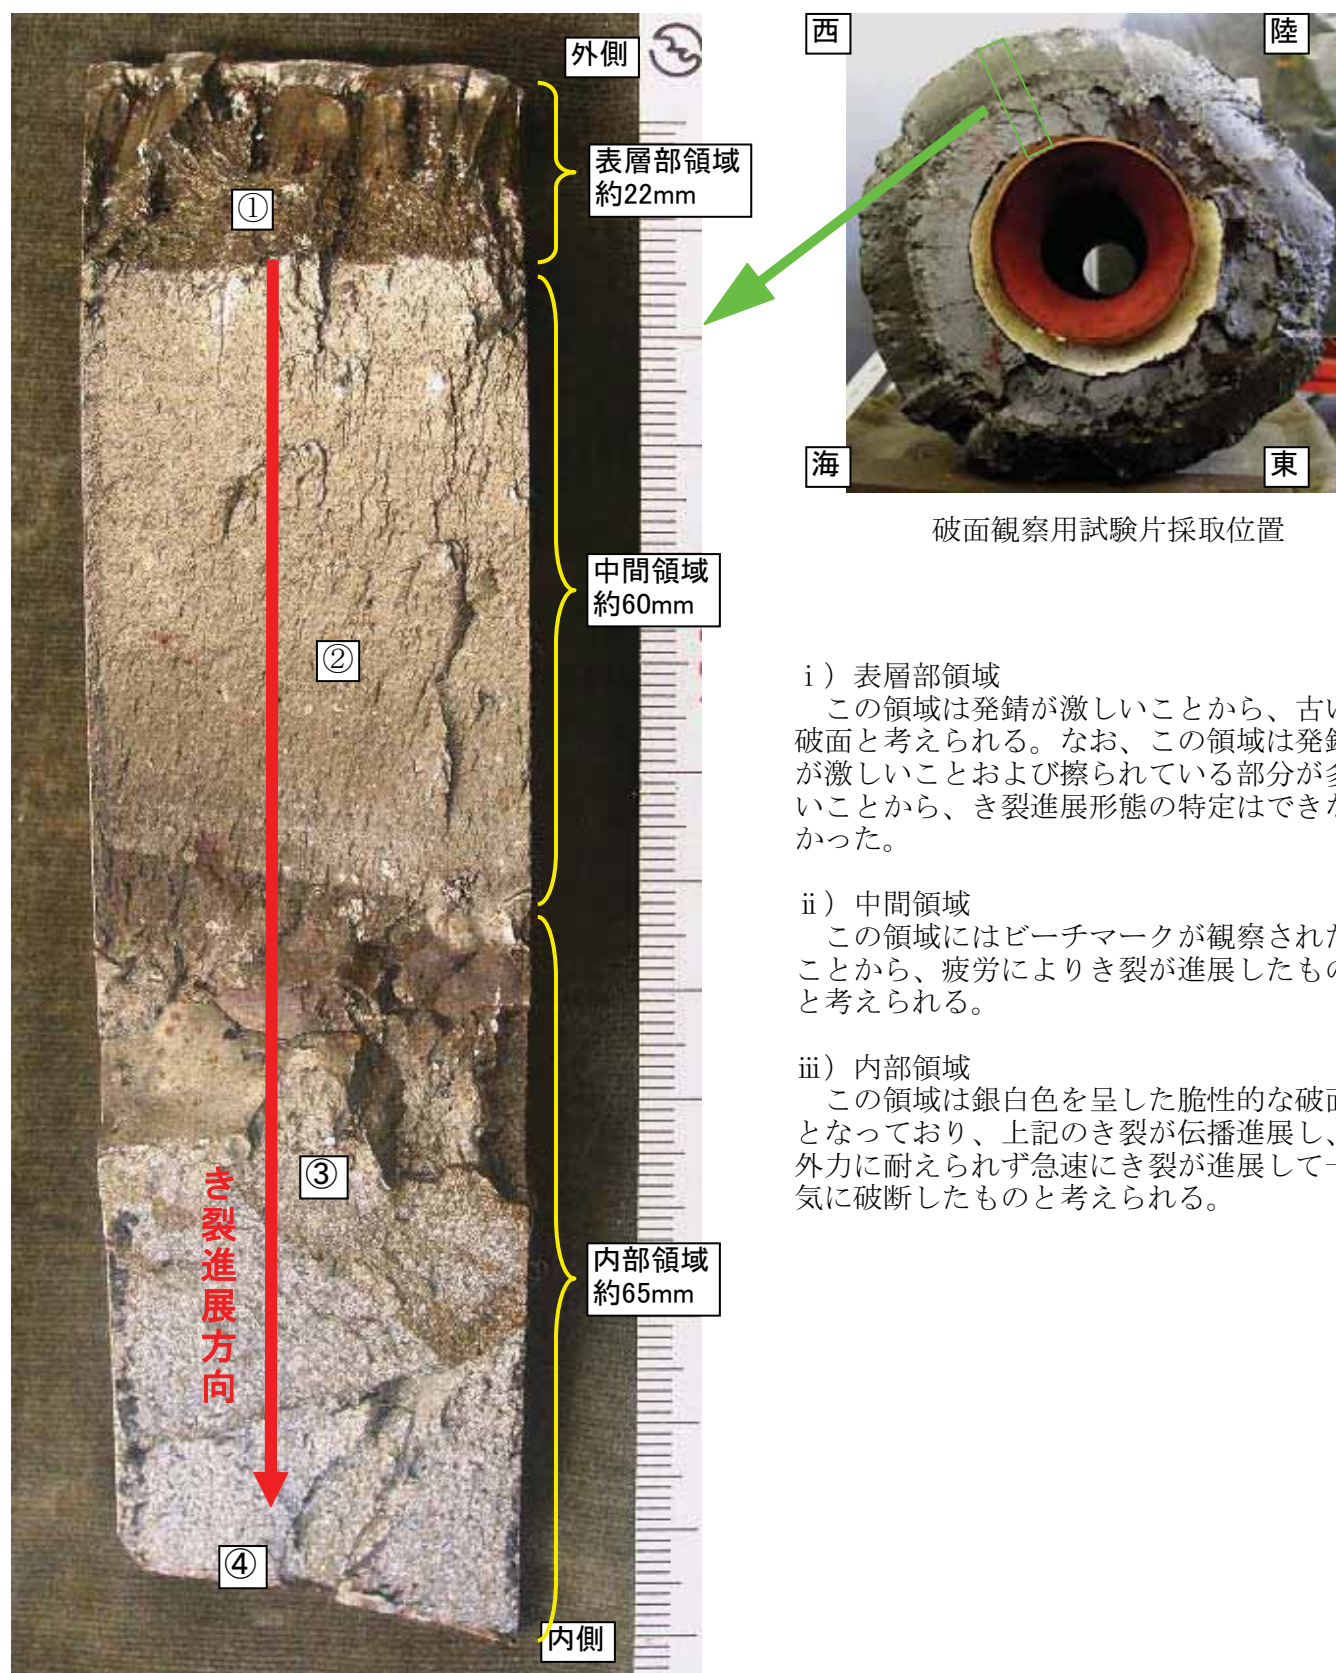 外側
表層部領域
約22mm
①
中間領域
約60mm
②
③
内部領域
約65mm
き裂進展方向
④
内側
西
陸
海
東
破面観察用試験片採取位置
ⅰ）表層部領域
この領域は発錆が激しいことから、古い
破面と考えられる。なお、この領域は発錆
が激しいことおよび擦られている部分が多
いことから、き裂進展形態の特定はできな
かった。
ⅱ）中間領域
この領域にはビーチマークが観察された
ことから、疲労によりき裂が進展したもの
と考えられる。
ⅲ）内部領域
この領域は銀白色を呈した脆性的な破面
となっており、上記のき裂が伝播進展し、
外力に耐えられず急速にき裂が進展して一
気に破断したものと考えられる。